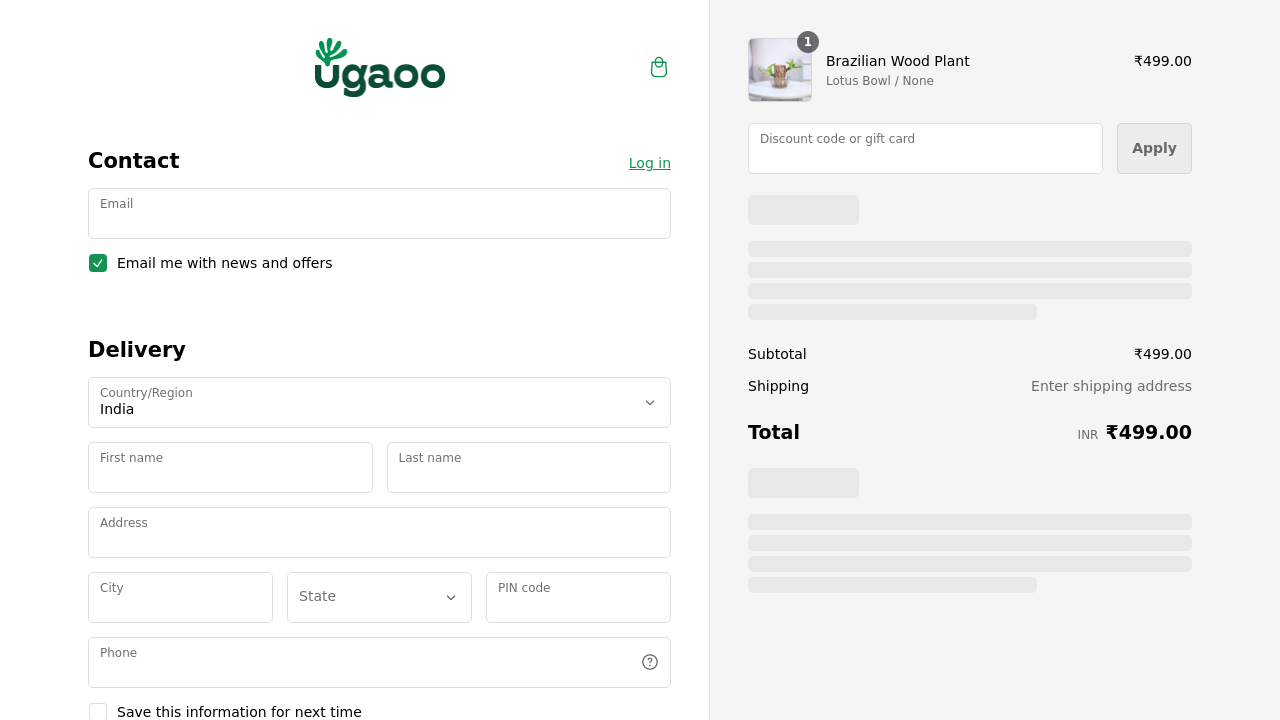 ugaoo
Contact
Log in
Email
Email me with news and offers
Delivery
Country/Region
India
First name
Last name
Address
City
State
PIN code
Phone
Save this information for next time
1
Brazilian Wood Plant
₹499.00
Lotus Bowl / None
Discount code or gift card
Apply
Subtotal
₹499.00
Shipping
Enter shipping address
Total
INR ₹499.00